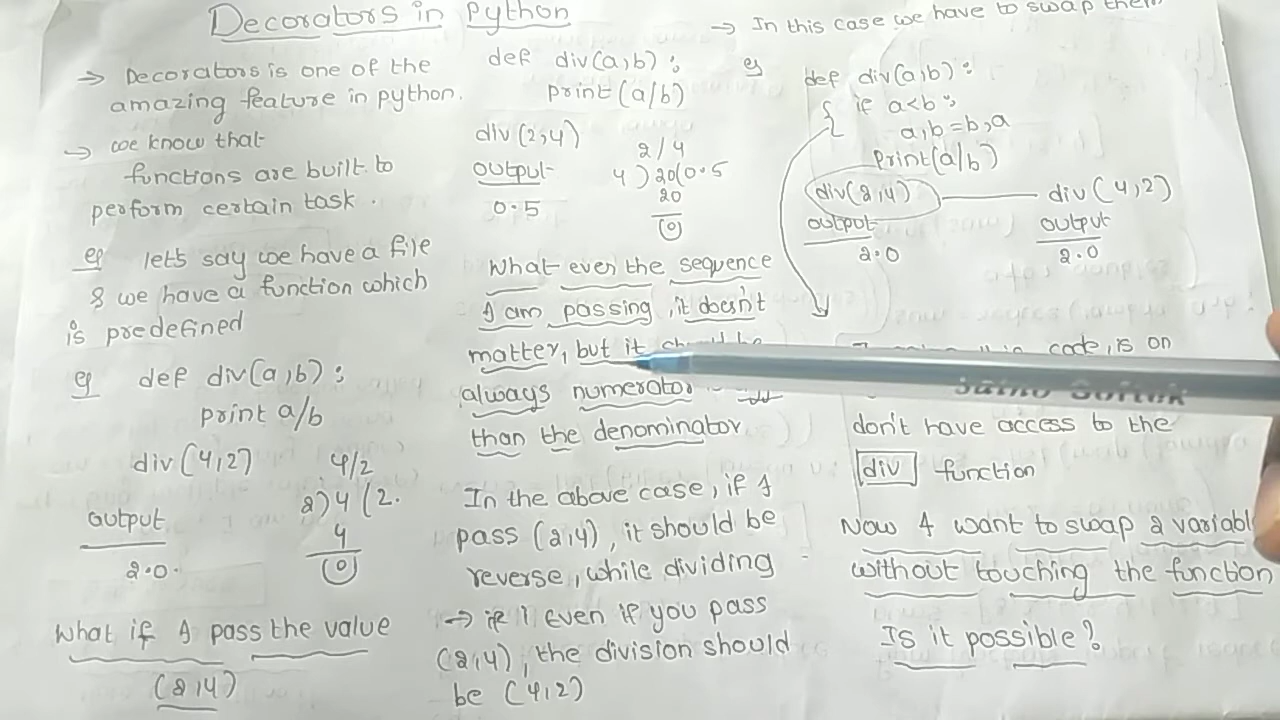 Decorators in Python
→ Decorators is one of the
amazing feature in python.
→ we know that
functions are built to
perform certain task.
eg let's say we have a file
& we have a function which
is predefined
eg def div(a,b):
print a/b
div(4,2) 4/2
2)4(2.
output 4
2.0. 0
What if I pass the value
(2,4)
def div(a,b):
print(a/b)
div(2,4) 2/4
output 4)20(0.5
0.5 20
0
What ever the sequence
I am passing, it doesn't
matter, but it
always numerator
than the denominator
In the above case, if I
pass (2,4), it should be
reverse, while dividing
→ if I even if you pass
(2,4), the division should
be (4,2)
→ In this case we have to swap them
eg def div(a,b):
if a<b:
a,b=b,a
print(a/b)
div(2,4) div(4,2)
output output
2.0 2.0
code, is on
don't have access to the
div function
Now I want to swap 2 variabl
without touching the function
Is it possible?